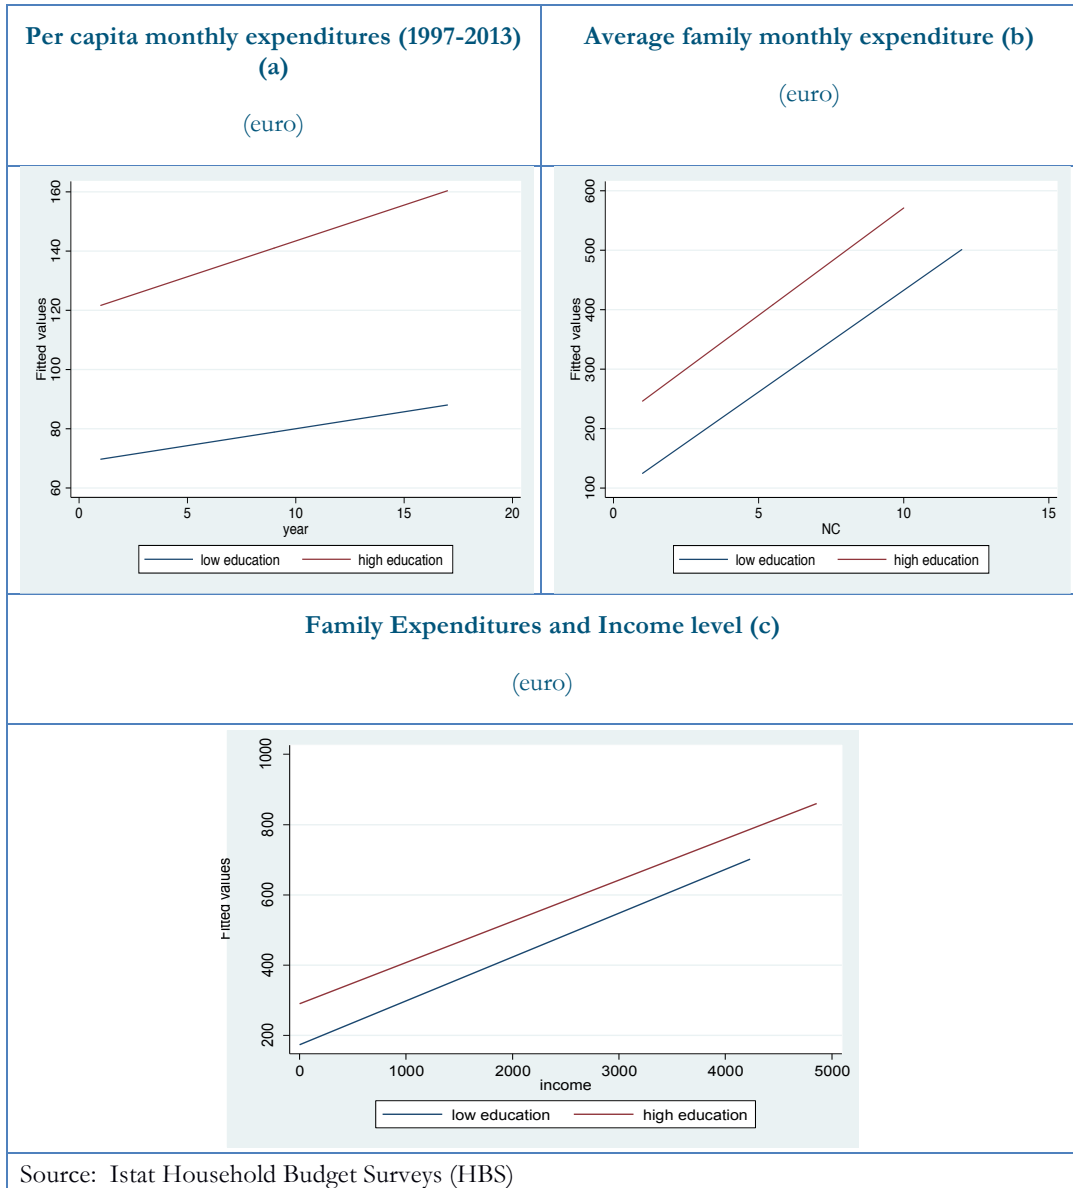 Per capita monthly expenditures (1997-2013)
(a)
(euro)
Average family monthly expenditure (b)
(euro)
160
140
120
100
80
60
Fitted values
0 5 10 15 20
year
low education high education
600
500
400
300
200
100
Fitted values
0 5 10 15
NC
low education high education
Family Expenditures and Income level (c)
(euro)
1000
800
600
400
200
Fitted values
0 1000 2000 3000 4000 5000
income
low education high education
Source: Istat Household Budget Surveys (HBS)